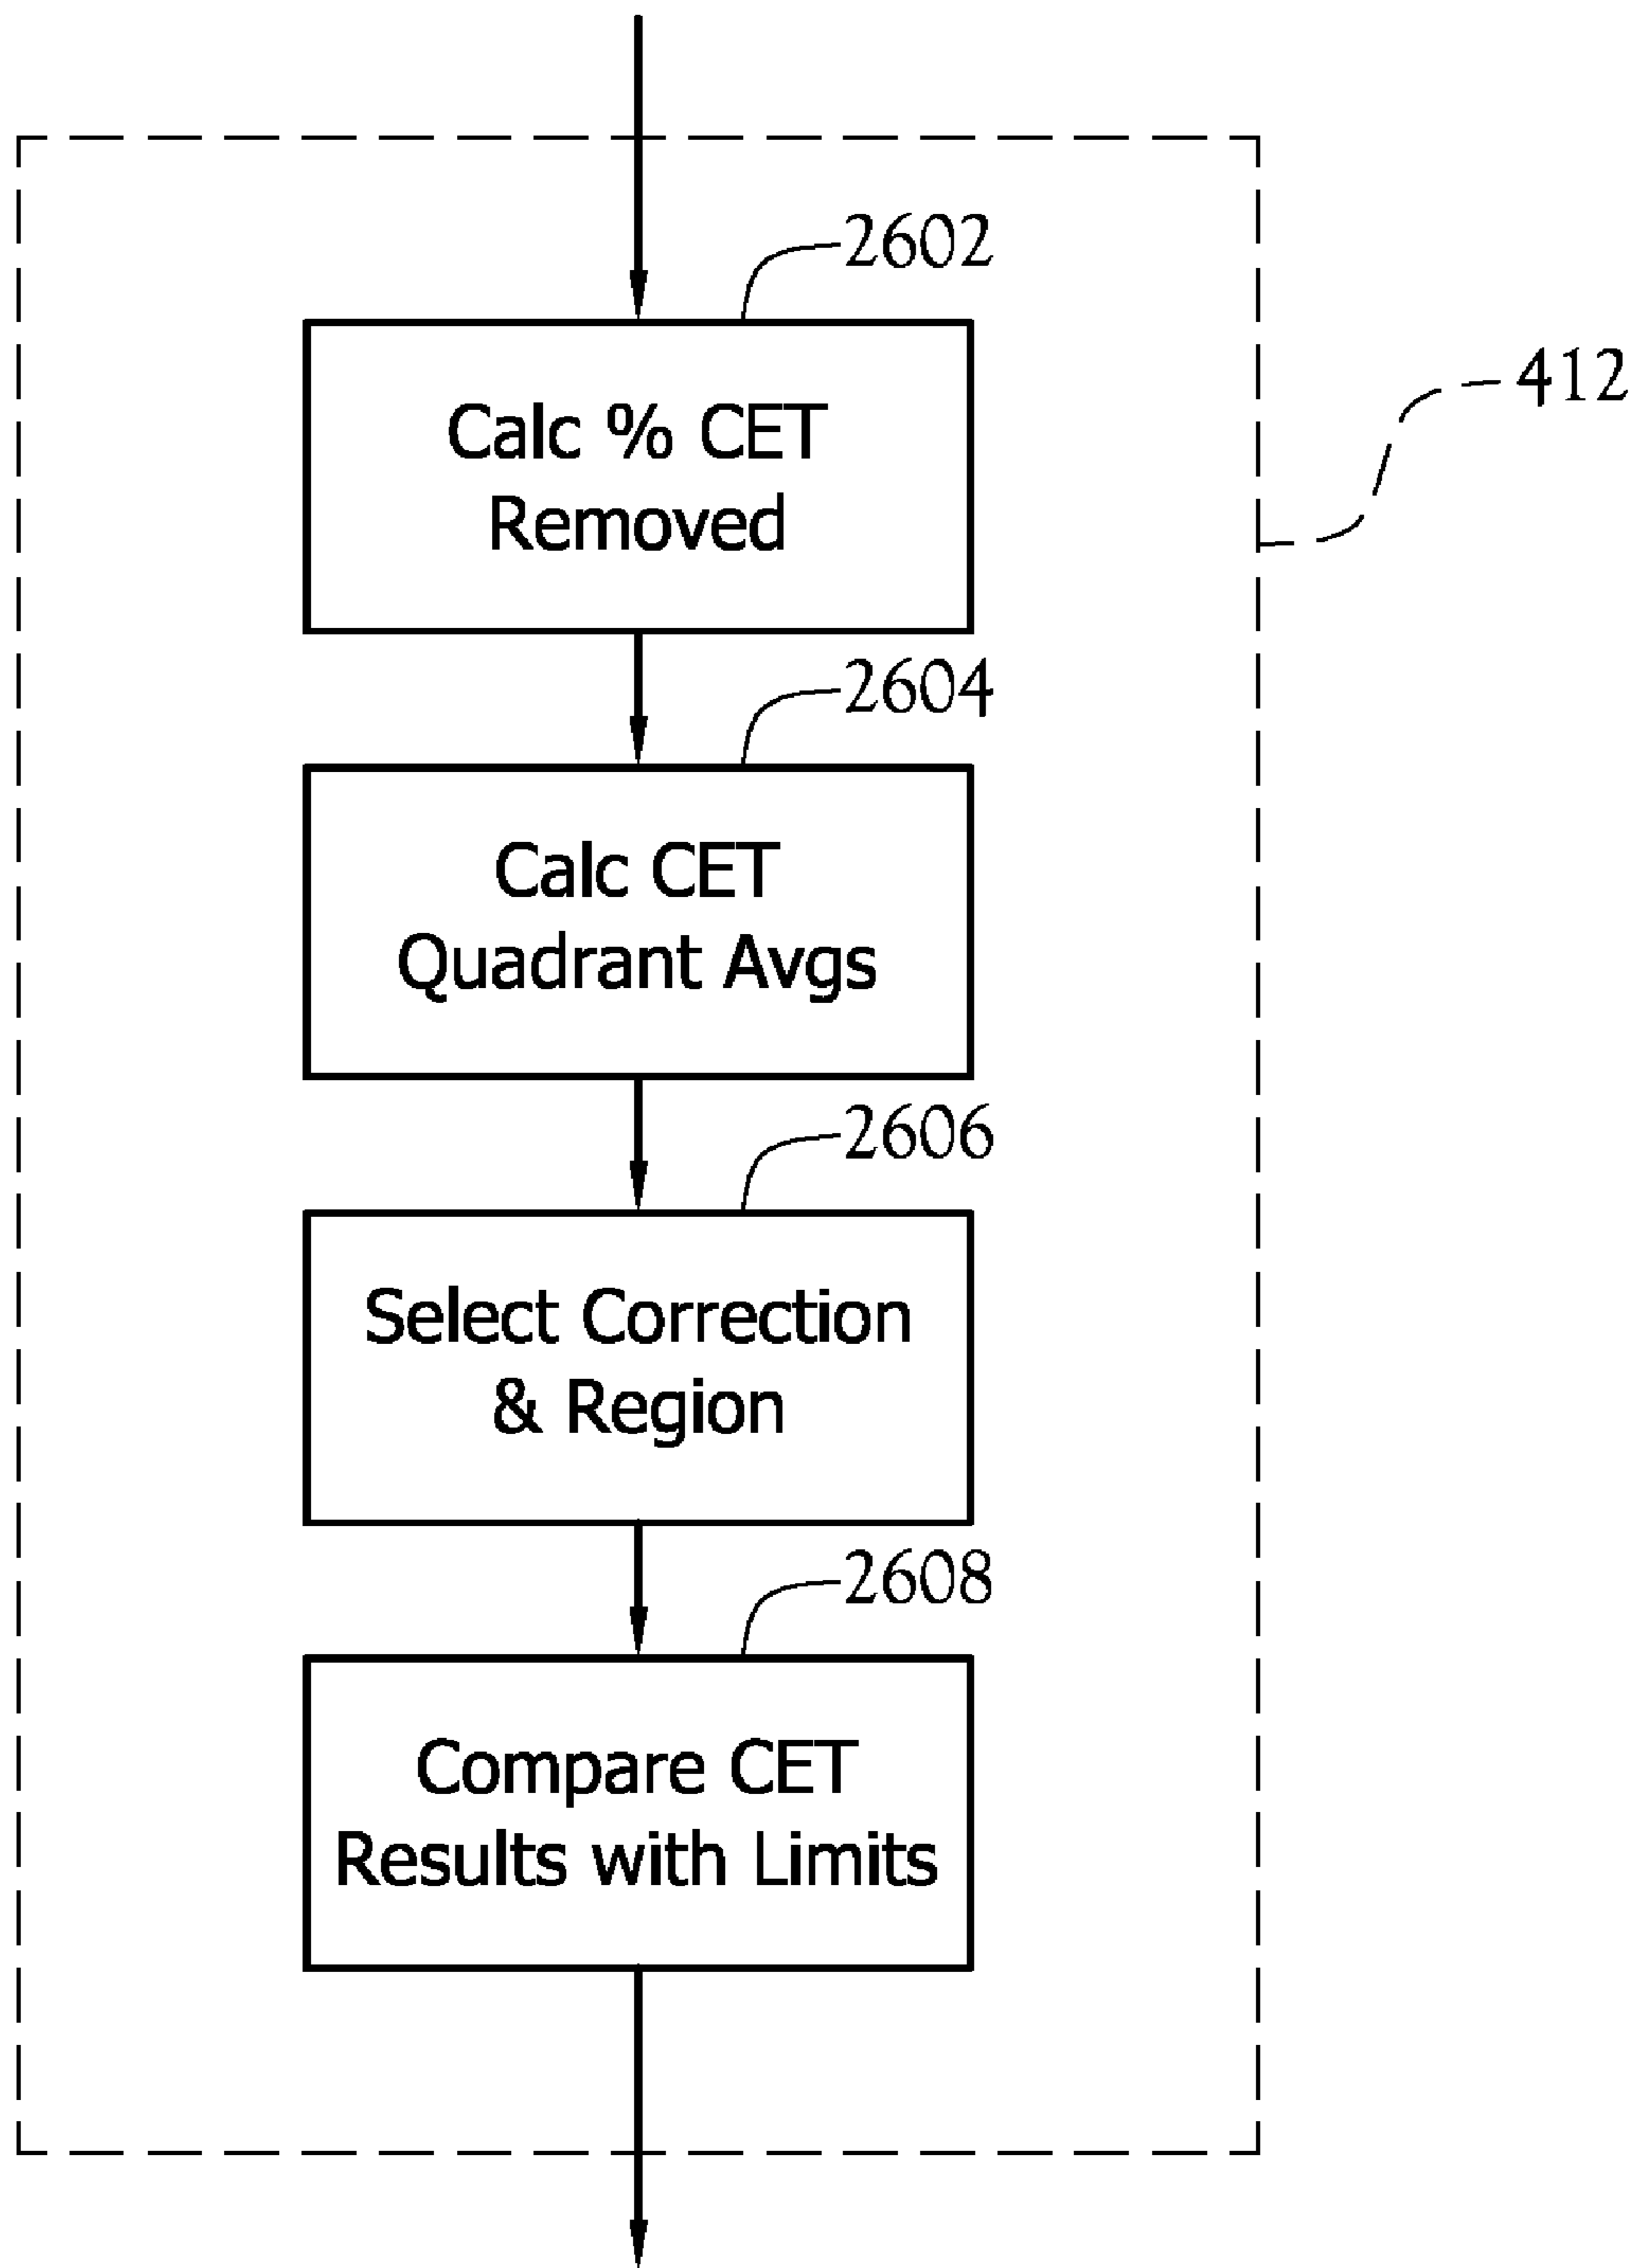 2602
Calc % CET
Removed
412
2604
Calc CET
Quadrant Avgs
2606
Select Correction
& Region
2608
Compare CET
Results with Limits